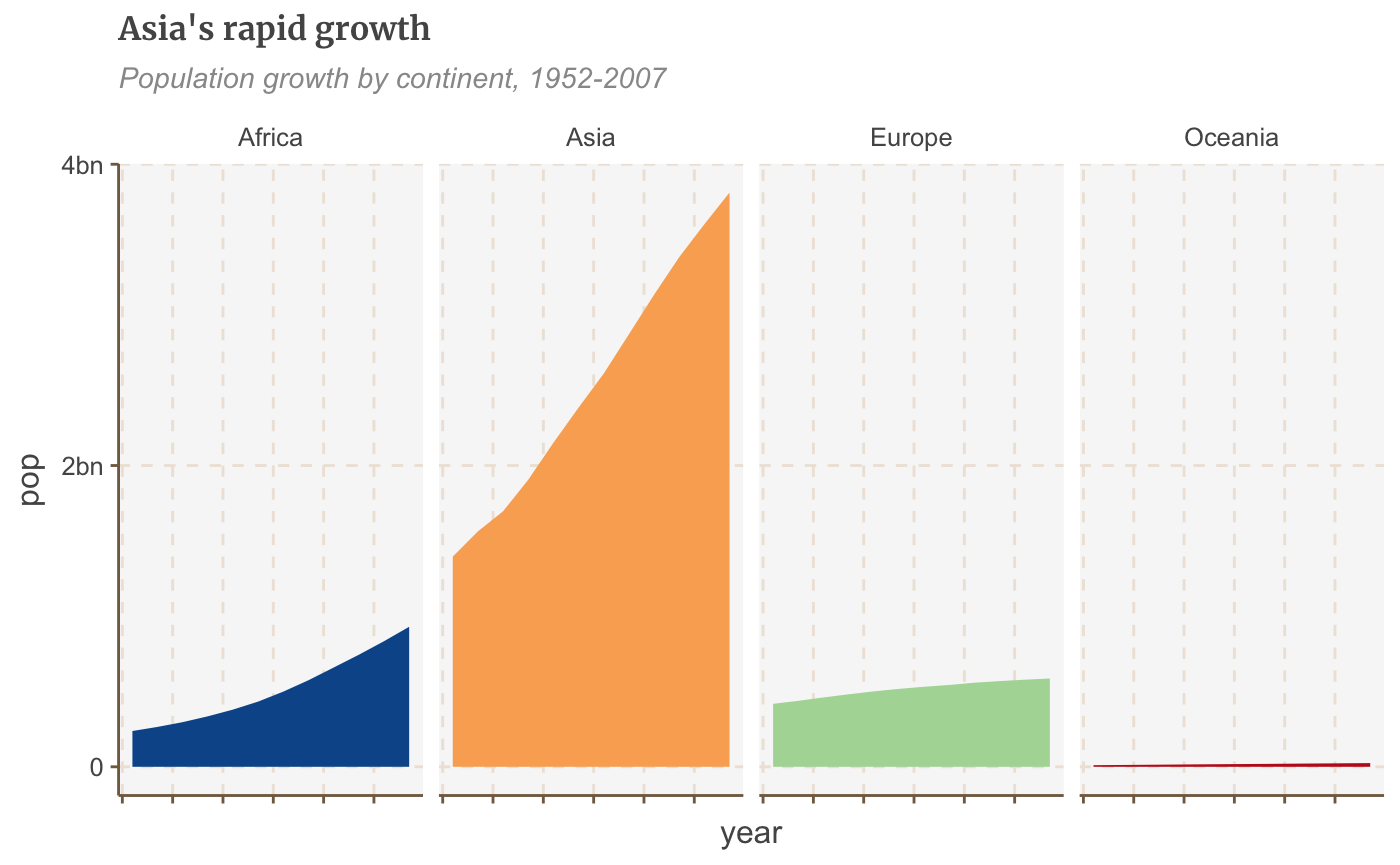 Asia's rapid growth
Population growth by continent, 1952-2007
Africa
Asia
Europe
Oceania
4bn
2bn
0
pop
year